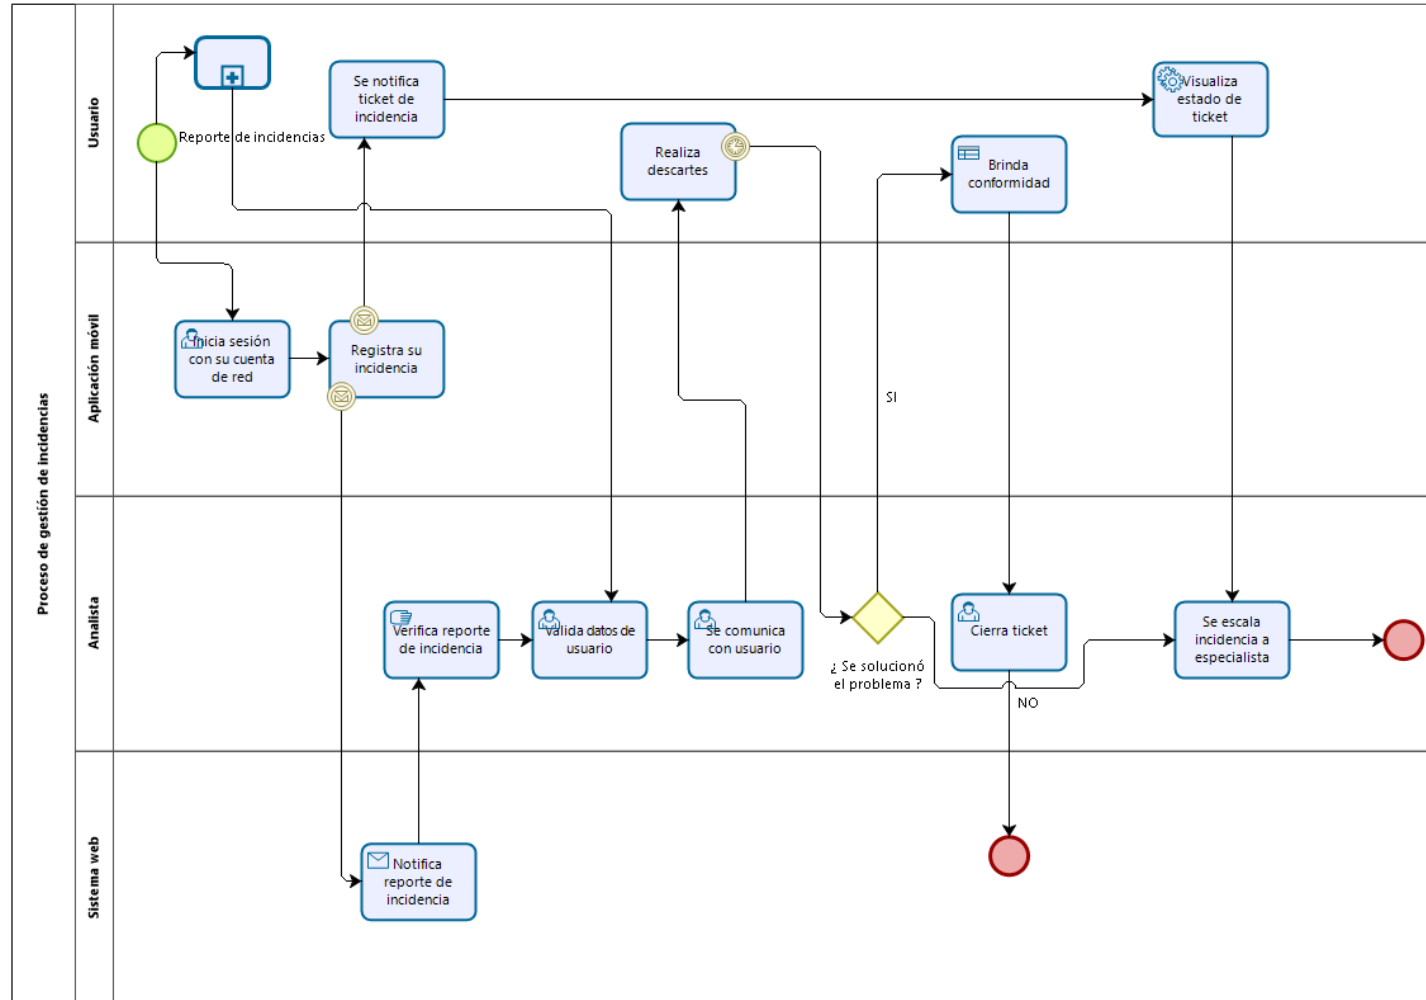 Proceso de gestión de incidencias
Usuario
Reporte de incidencias
Se notifica
ticket de
incidencia
Realiza
descartes
Brinda
conformidad
Visualiza
estado de
ticket
Aplicación móvil
Inicia sesión
con su cuenta
de red
Registra su
incidencia
SI
Analista
Verifica reporte
de incidencia
Valida datos de
usuario
Se comunica
con usuario
¿ Se solucionó
el problema ?
Cierra ticket
NO
Se escala
incidencia a
especialista
Sistema web
Notifica
reporte de
incidencia